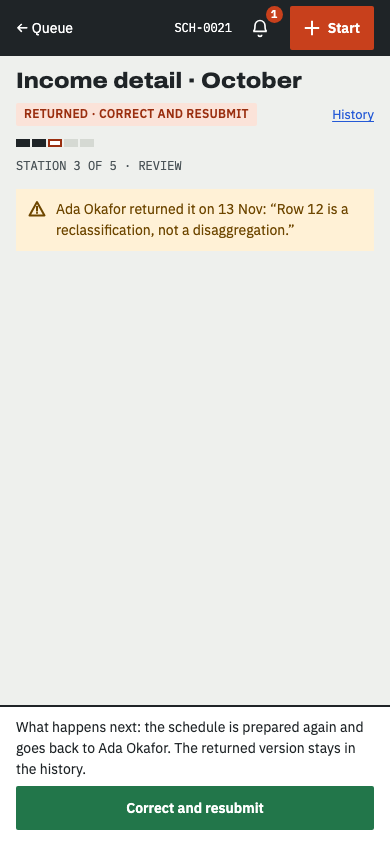 ← Queue
SCH-0021
1
Start
Income detail · October
RETURNED · CORRECT AND RESUBMIT
History
STATION 3 OF 5 · REVIEW
Ada Okafor returned it on 13 Nov: “Row 12 is a
reclassification, not a disaggregation.”
What happens next: the schedule is prepared again and
goes back to Ada Okafor. The returned version stays in
the history.
Correct and resubmit